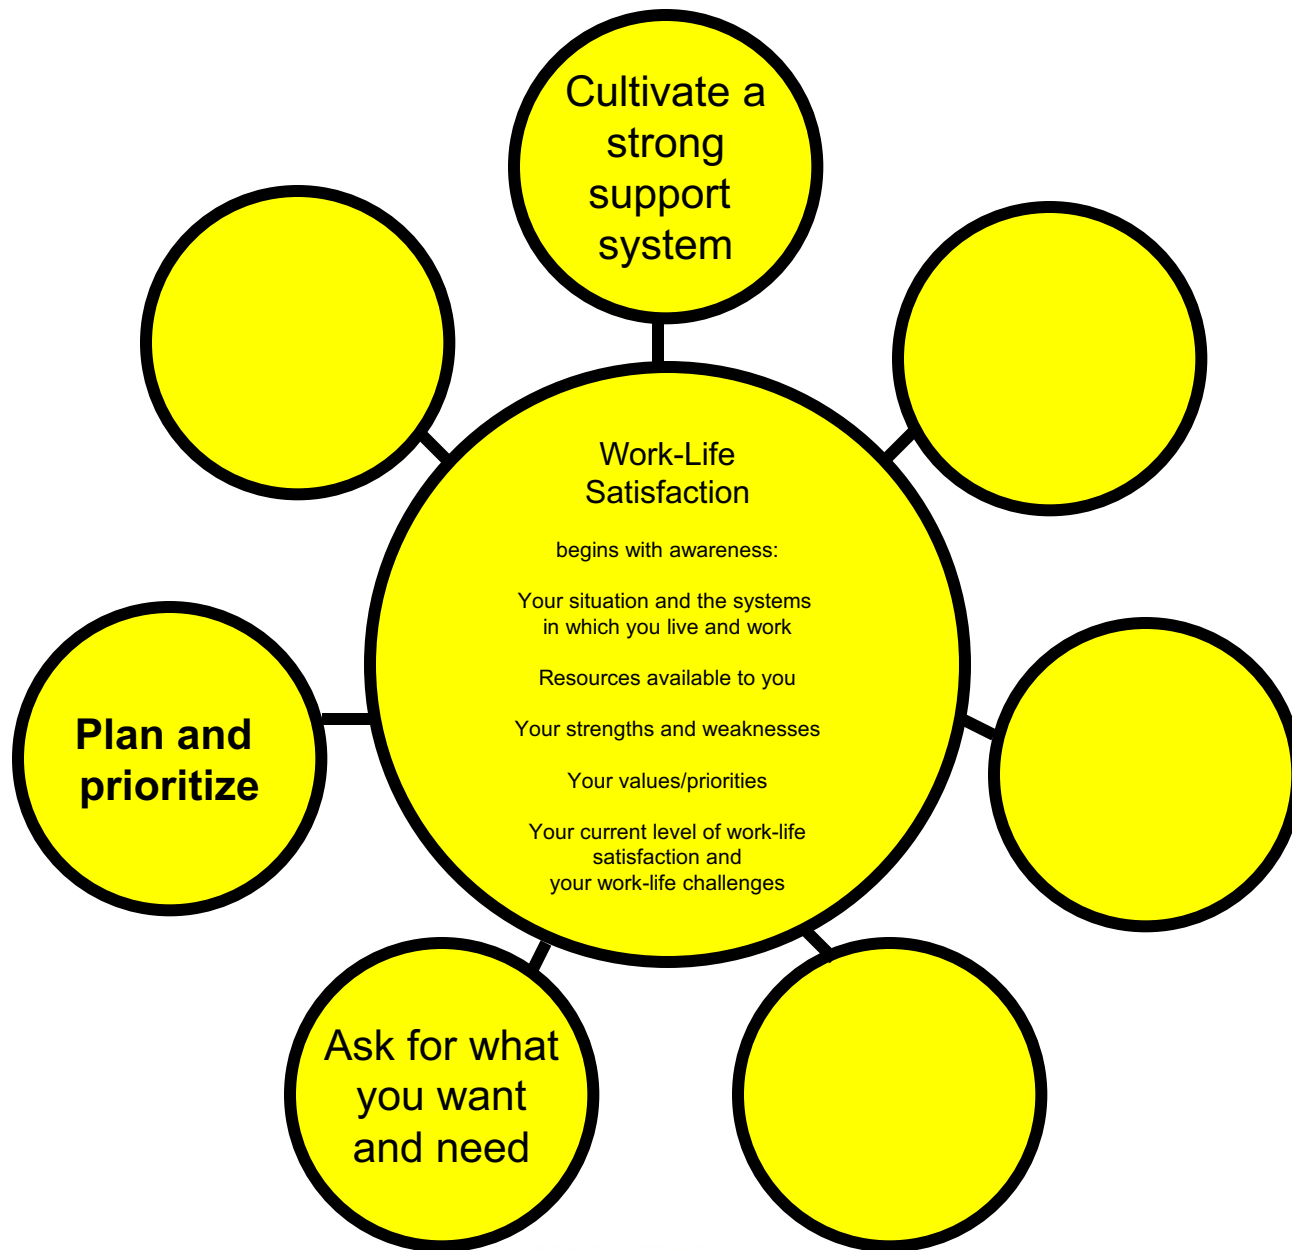 Cultivate a
strong
support
system
Work-Life
Satisfaction
begins with awareness:
Your situation and the systems
in which you live and work
Resources available to you
Your strengths and weaknesses
Your values/priorities
Your current level of work-life
satisfaction and
your work-life challenges
Plan and
prioritize
Ask for what
you want
and need